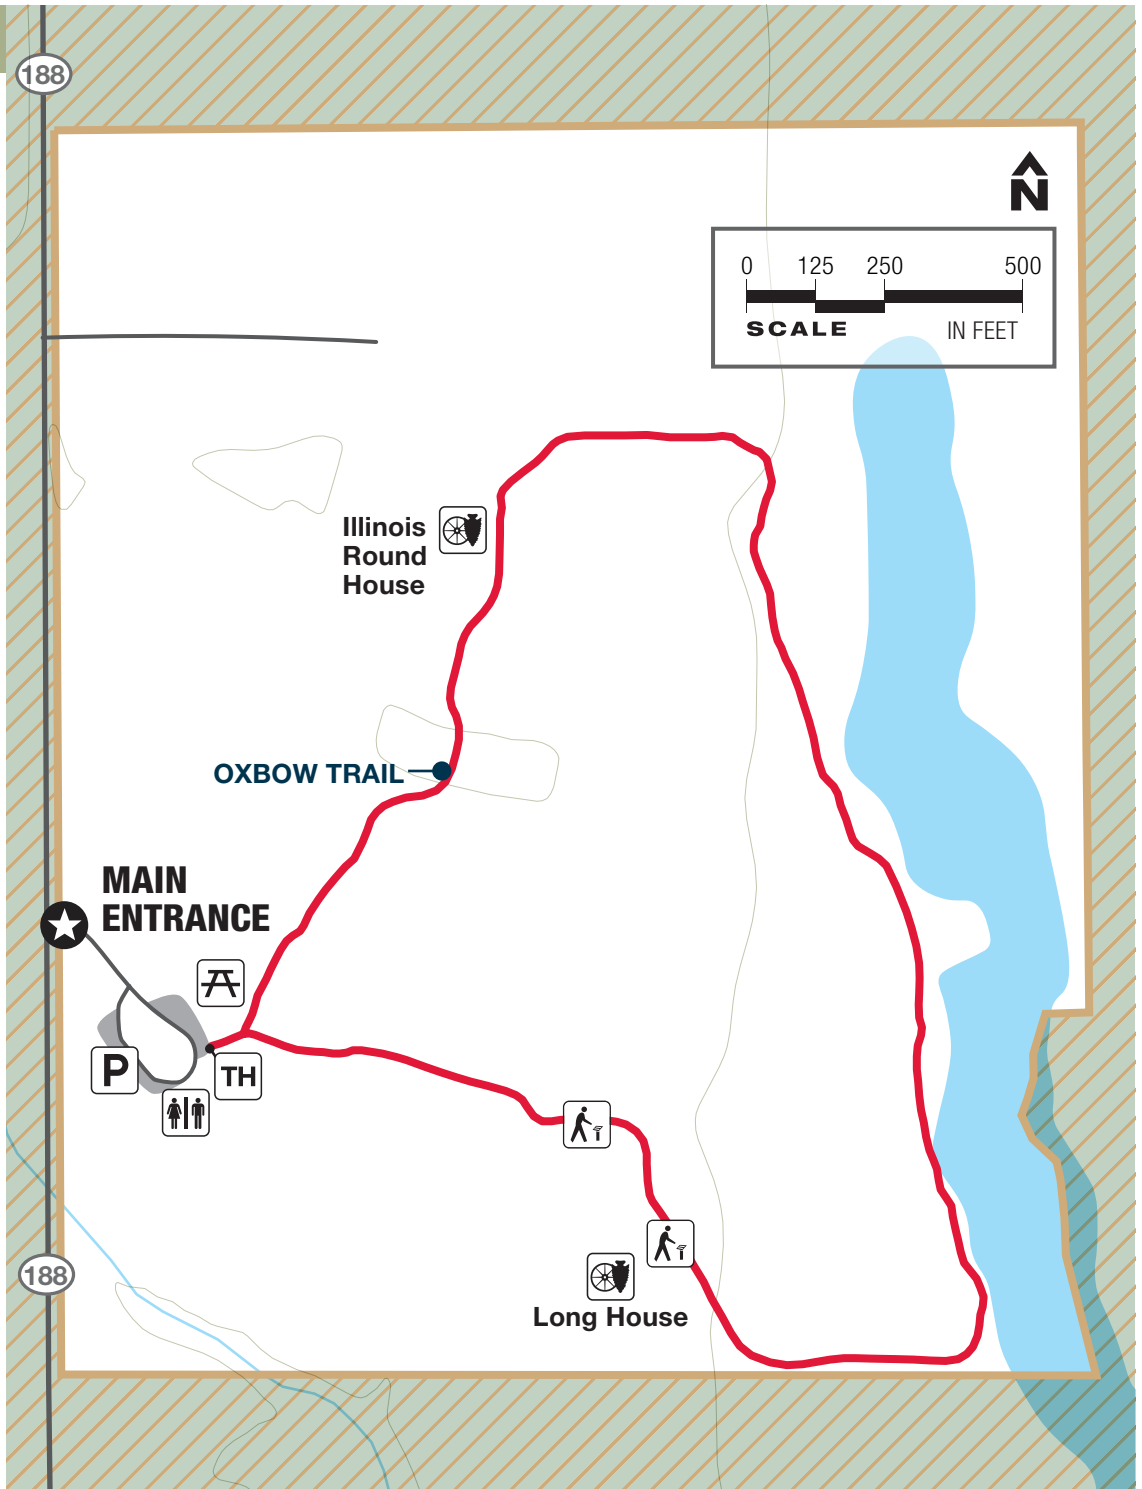 188
N
0 125 250 500
SCALE IN FEET
Illinois
Round
House
OXBOW TRAIL
MAIN
ENTRANCE
P
TH
188
Long House